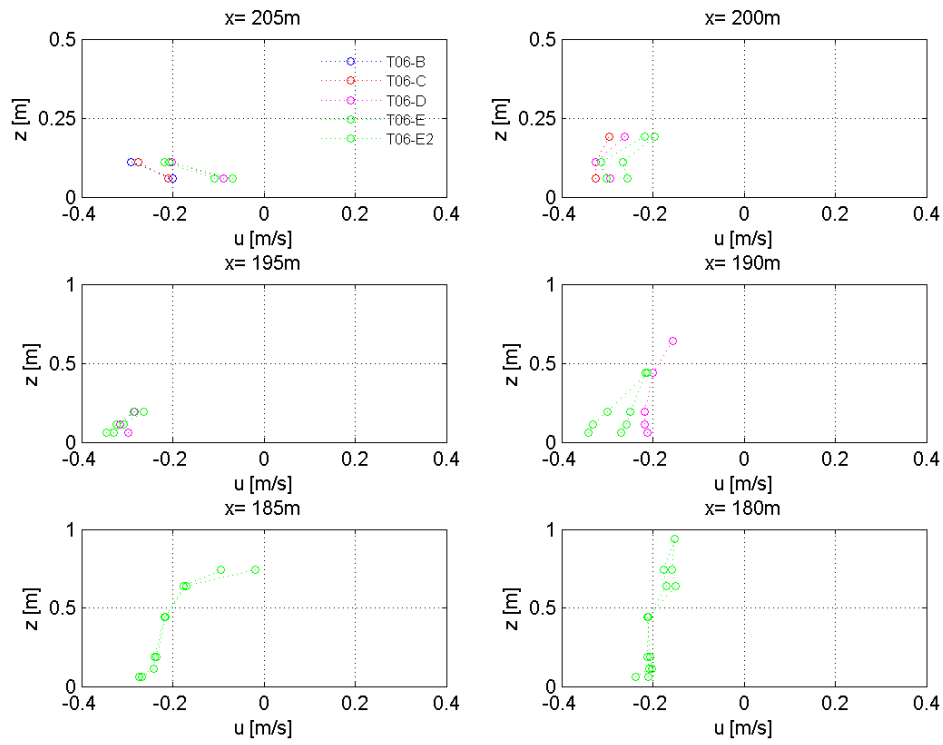 x= 205m
x= 200m
0.5
0.25
0
z [m]
-0.4 -0.2 0 0.2 0.4
u [m/s]
T06-B
T06-C
T06-D
T06-E
T06-E2
0.5
0.25
0
z [m]
-0.4 -0.2 0 0.2 0.4
u [m/s]
x= 195m
x= 190m
1
0.5
0
z [m]
-0.4 -0.2 0 0.2 0.4
u [m/s]
1
0.5
0
z [m]
-0.4 -0.2 0 0.2 0.4
u [m/s]
x= 185m
x= 180m
1
0.5
0
z [m]
-0.4 -0.2 0 0.2 0.4
u [m/s]
1
0.5
0
z [m]
-0.4 -0.2 0 0.2 0.4
u [m/s]